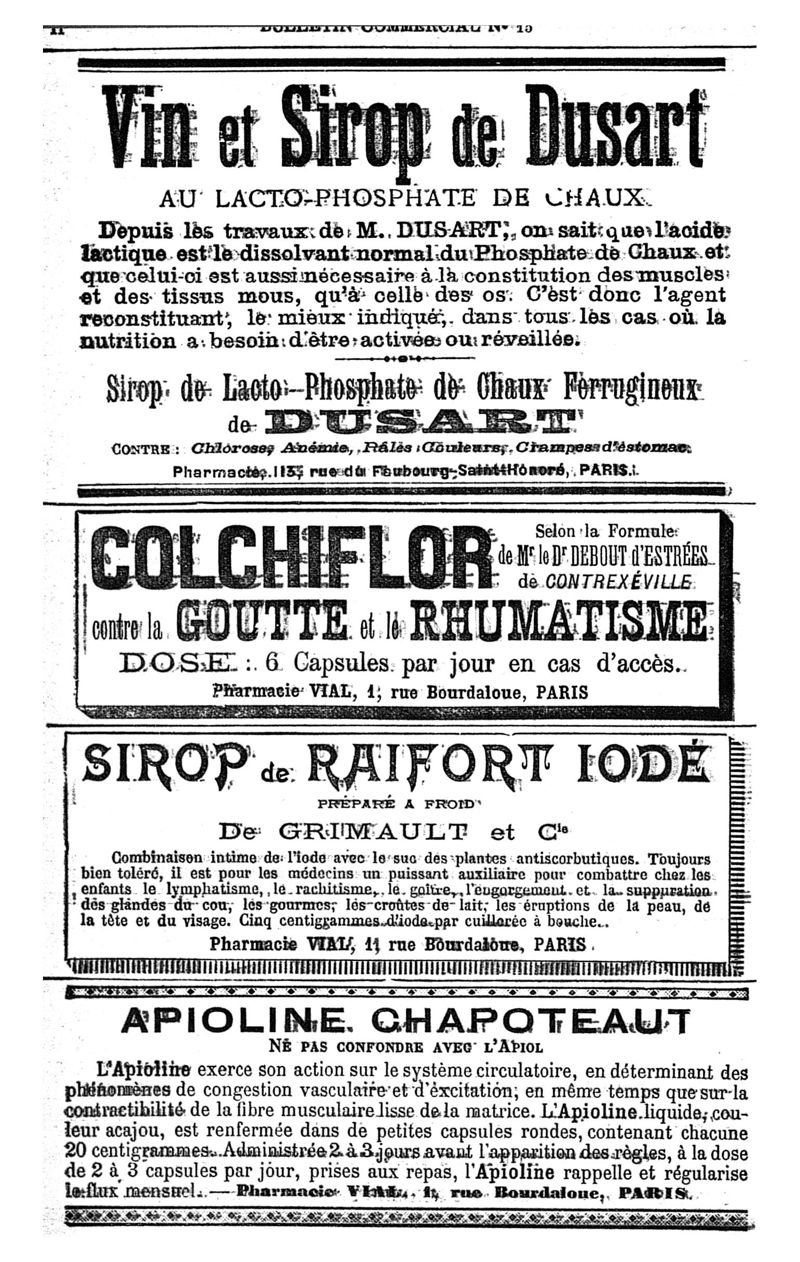 II
BULLETIN COMMERCIAL Nº 15
Vin et Sirop de Dusart
AU LACTO-PHOSPHATE DE CHAUX
Depuis les travaux de M. DUSART, on sait que l'acide
lactique est le dissolvant normal du Phosphate de Chaux et
que celui-ci est aussi nécessaire à la constitution des muscles
et des tissus mous, qu'à celle des os. C'est donc l'agent
reconstituant, le mieux indiqué, dans tous les cas où la
nutrition a besoin d'être activée ou réveillée.
Sirop de Lacto-Phosphate de Chaux Ferrugineux
de DUSART
CONTRE : Chlorose, Anémie, Pâles Couleurs, Crampes d'estomac.
Pharmacie, 113, rue du Faubourg-Saint-Honoré, PARIS.
COLCHIFLOR
Selon la Formule
de Mr le Dr DEBOUT d'ESTRÉES
de CONTREXÉVILLE
contre la GOUTTE et le RHUMATISME
DOSE : 6 Capsules par jour en cas d'accès.
Pharmacie VIAL, 1, rue Bourdaloue, PARIS
SIROP de RAIFORT IODÉ
PRÉPARÉ A FROID
De GRIMAULT et Cie
Combinaison intime de l'iode avec le suc des plantes antiscorbutiques. Toujours
bien toléré, il est pour les médecins un puissant auxiliaire pour combattre chez les
enfants le lymphatisme, le rachitisme, le goître, l'engorgement et la suppuration
des glandes du cou, les gourmes, les croûtes de lait, les éruptions de la peau, de
la tête et du visage. Cinq centiggammes d'iode par cuillerée à bouche.
Pharmacie VIAL, 1, rue Bourdaloue, PARIS.
APIOLINE CHAPOTEAUT
NE PAS CONFONDRE AVEC L'APIOL
L'Apioline exerce son action sur le système circulatoire, en déterminant des
phénomènes de congestion vasculaire et d'éxcitation, en même temps que sur la
contractibilité de la fibre musculaire lisse de la matrice. L'Apioline liquide, cou-
leur acajou, est renfermée dans de petites capsules rondes, contenant chacune
20 centigrammes. Administrée 2 à 3 jours avant l'apparition des règles, à la dose
de 2 à 3 capsules par jour, prises aux repas, l'Apioline rappelle et régularise
le flux mensuel. — Pharmacie VIAL, 1, rue Bourdaloue, PARIS.